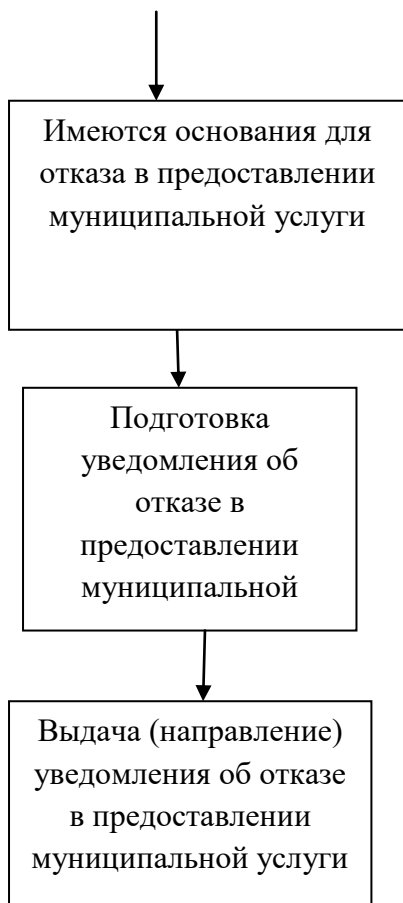 Имеются основания для
отказа в предоставлении
муниципальной услуги
Подготовка
уведомления об
отказе в
предоставлении
муниципальной
Выдача (направление)
уведомления об отказе
в предоставлении
муниципальной услуги